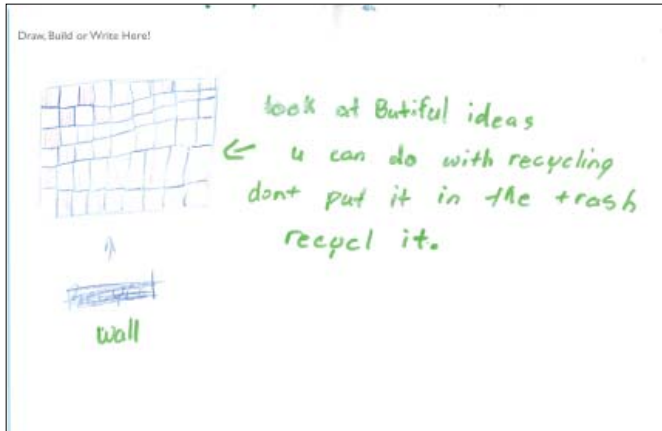 Draw, Build or Write Here!
look at Butiful ideas
u can do with recycling
dont put it in the trash
recycl it.
wall